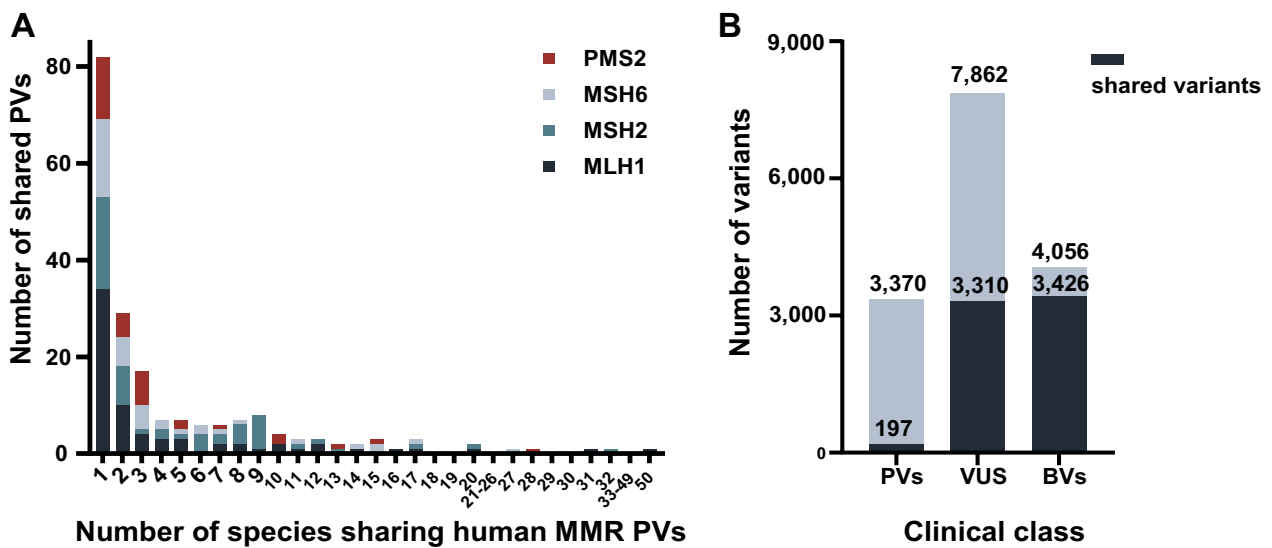 A
Number of shared PVs
80
60
40
20
0
PMS2
MSH6
MSH2
MLH1
1 2 3 4 5 6 7 8 9 10 11 12 13 14 15 16 17 18 19 20 21-26 27 28 29 30 31 32 33-49 50
Number of species sharing human MMR PVs
B
Number of variants
9,000
6,000
3,000
0
7,862
3,370
3,310
4,056
3,426
197
shared variants
PVs VUS BVs
Clinical class